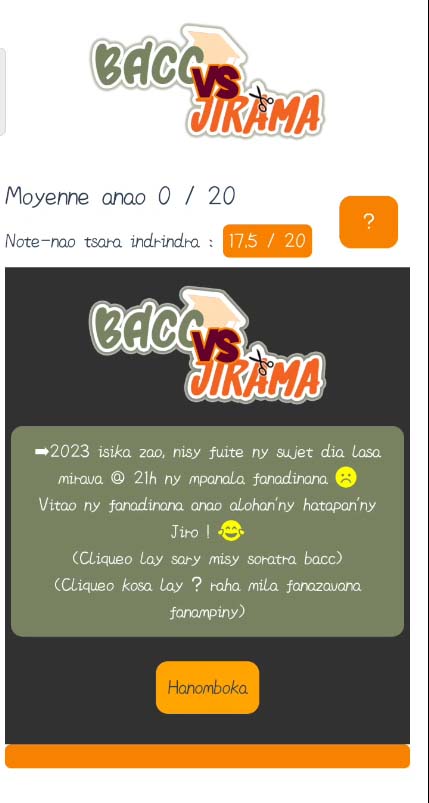 BACC
VS
JIRAMA
Moyenne anao 0 / 20
?
Note-nao tsara indrindra : 17,5 / 20
BACC
VS
JIRAMA
➡2023 isika zao, nisy fuite ny sujet dia lasa
mirava @ 21h ny mpanala fanadinana ☹
Vitao ny fanadinana anao alohan'ny hatapan'ny
Jiro ! 😂
(Cliqueo lay sary misy soratra bacc)
(Cliqueo kosa lay ? raha mila fanazavana
fanampiny)
Hanomboka